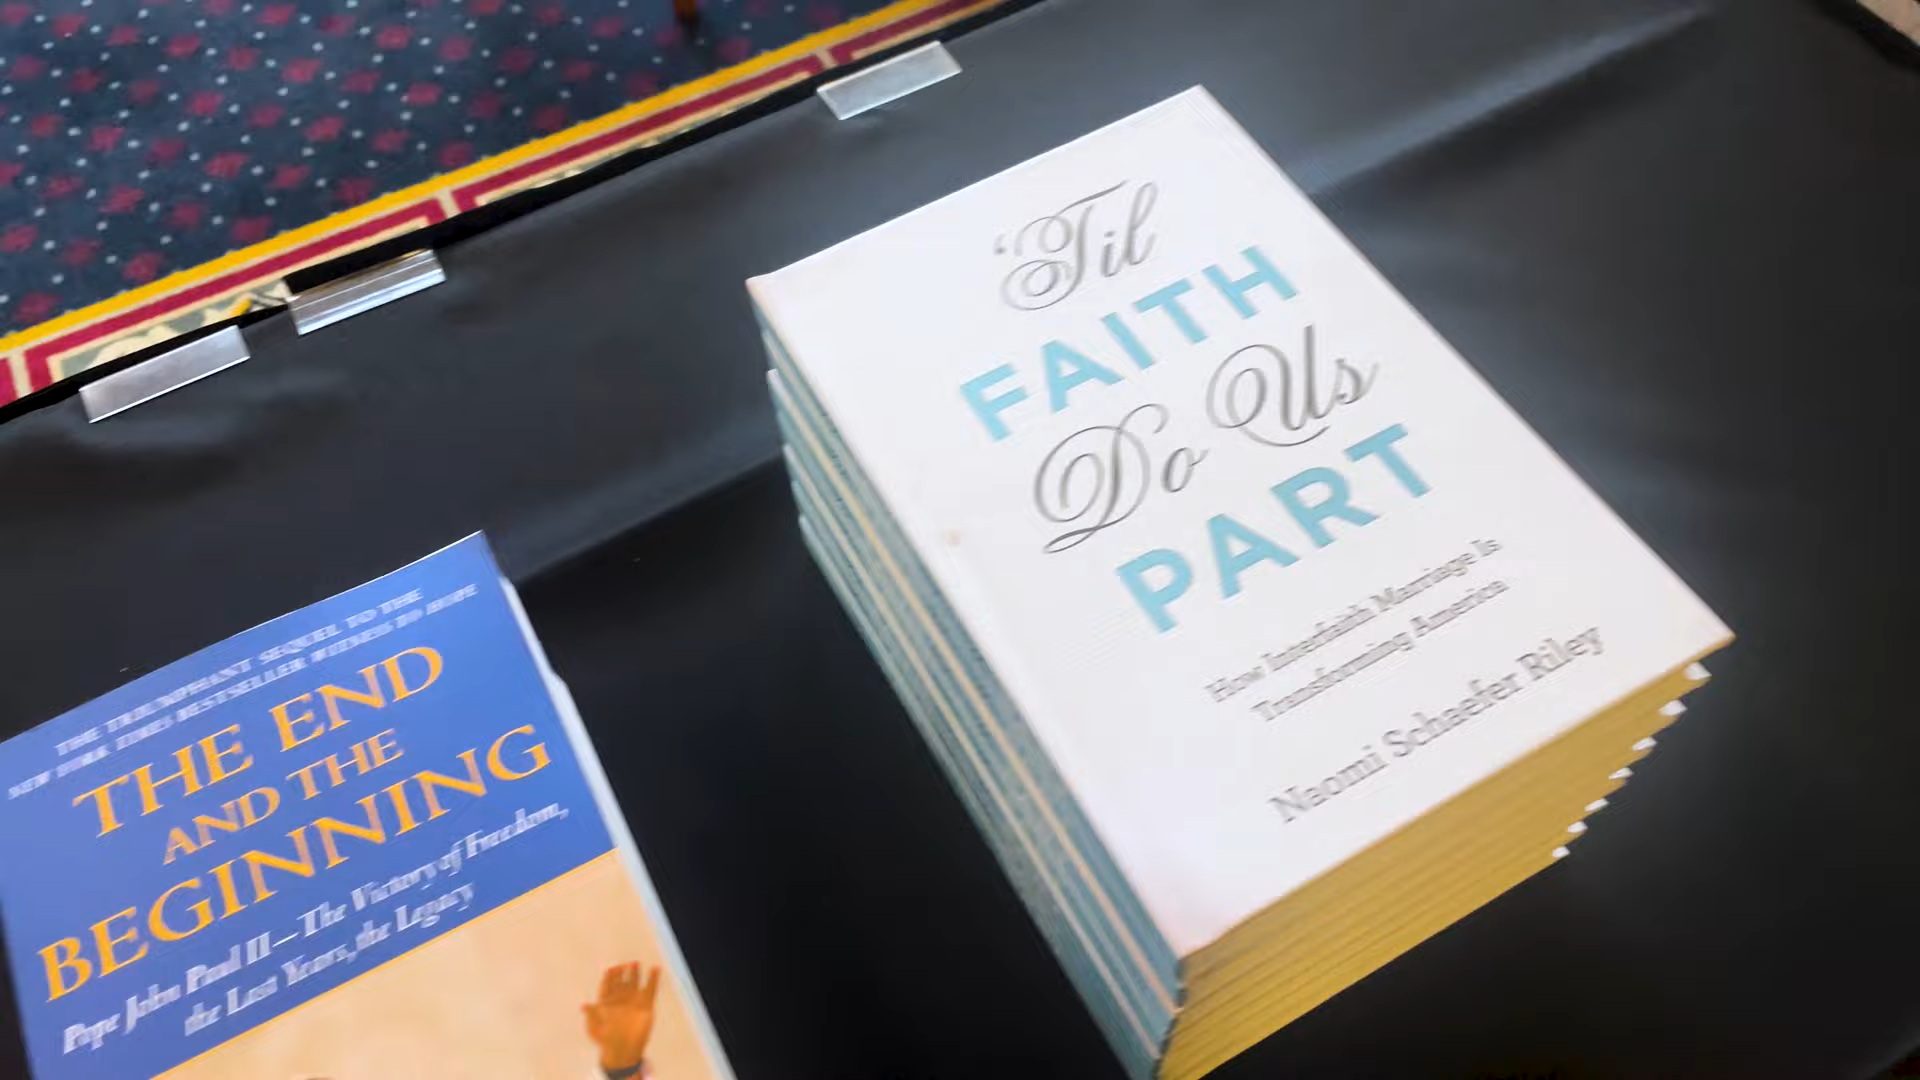 ‘Til
FAITH
Do Us
PART
How Interfaith Marriage Is
Transforming America
Naomi Schaefer Riley
THE TRIUMPHANT SEQUEL TO THE
NEW YORK TIMES BESTSELLER WITNESS TO HOPE
THE END
AND THE
BEGINNING
Pope John Paul II—The Victory of Freedom,
the Last Years, the Legacy